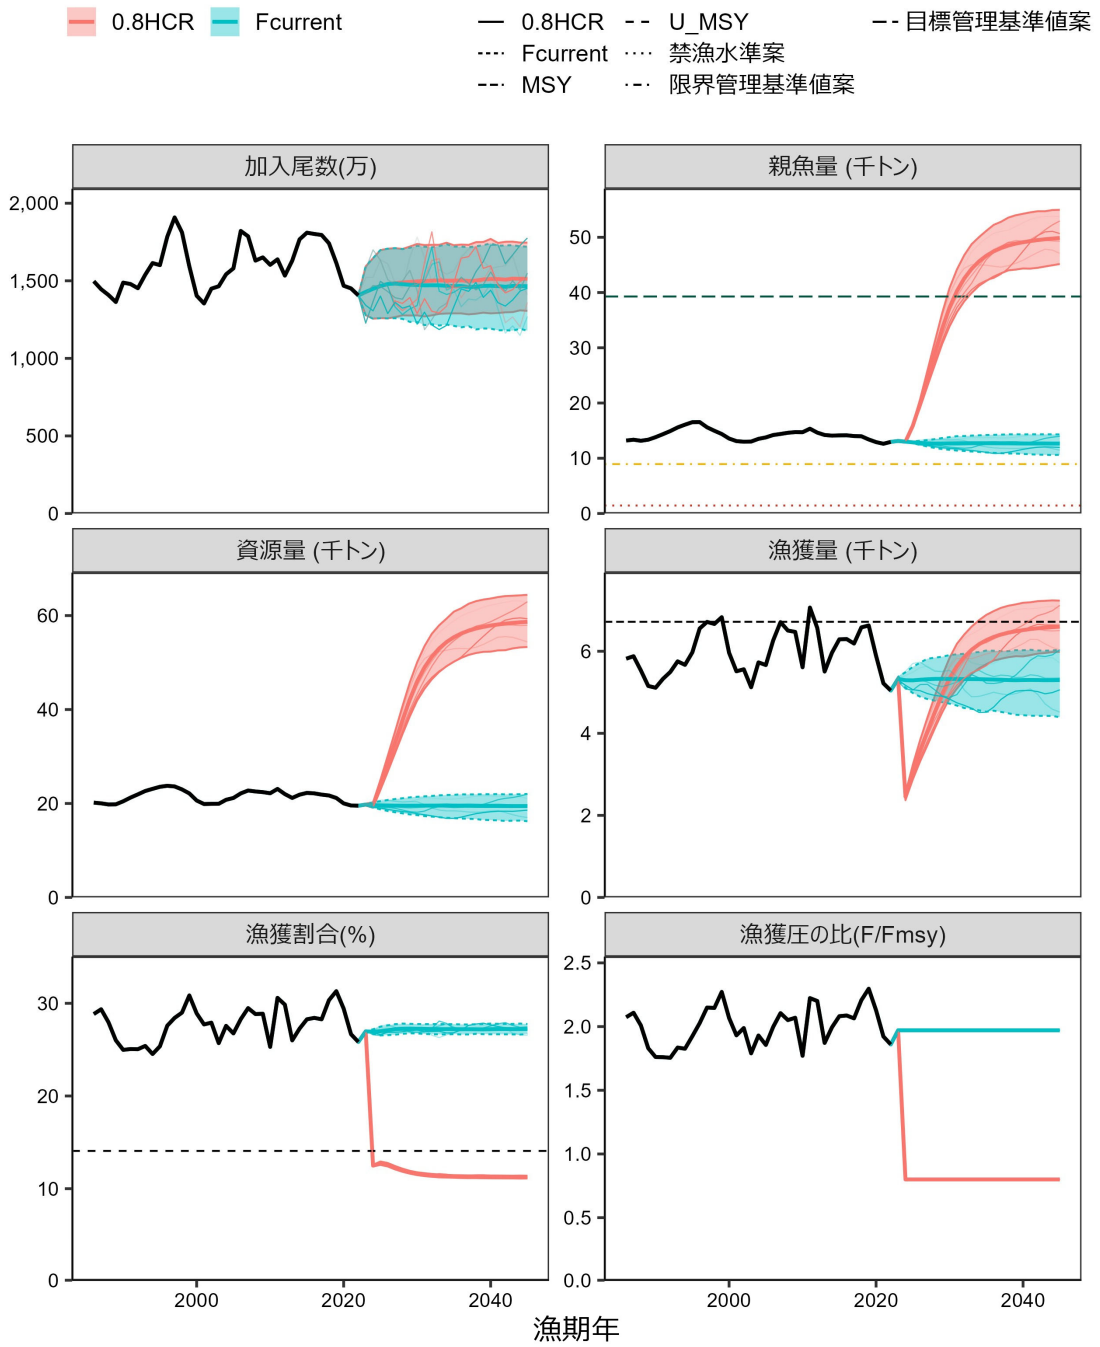 0.8HCR Fcurrent 0.8HCR U_MSY 目標管理基準値案
Fcurrent 禁漁水準案
MSY 限界管理基準値案
加入尾数(万)
2,000
1,500
1,000
500
0
親魚量 (千トン)
50
40
30
20
10
0
資源量 (千トン)
60
40
20
0
漁獲量 (千トン)
6
4
2
0
漁獲割合(%)
30
20
10
0
2000 2020 2040
漁獲圧の比(F/Fmsy)
2.5
2.0
1.5
1.0
0.5
0.0
2000 2020 2040
漁期年